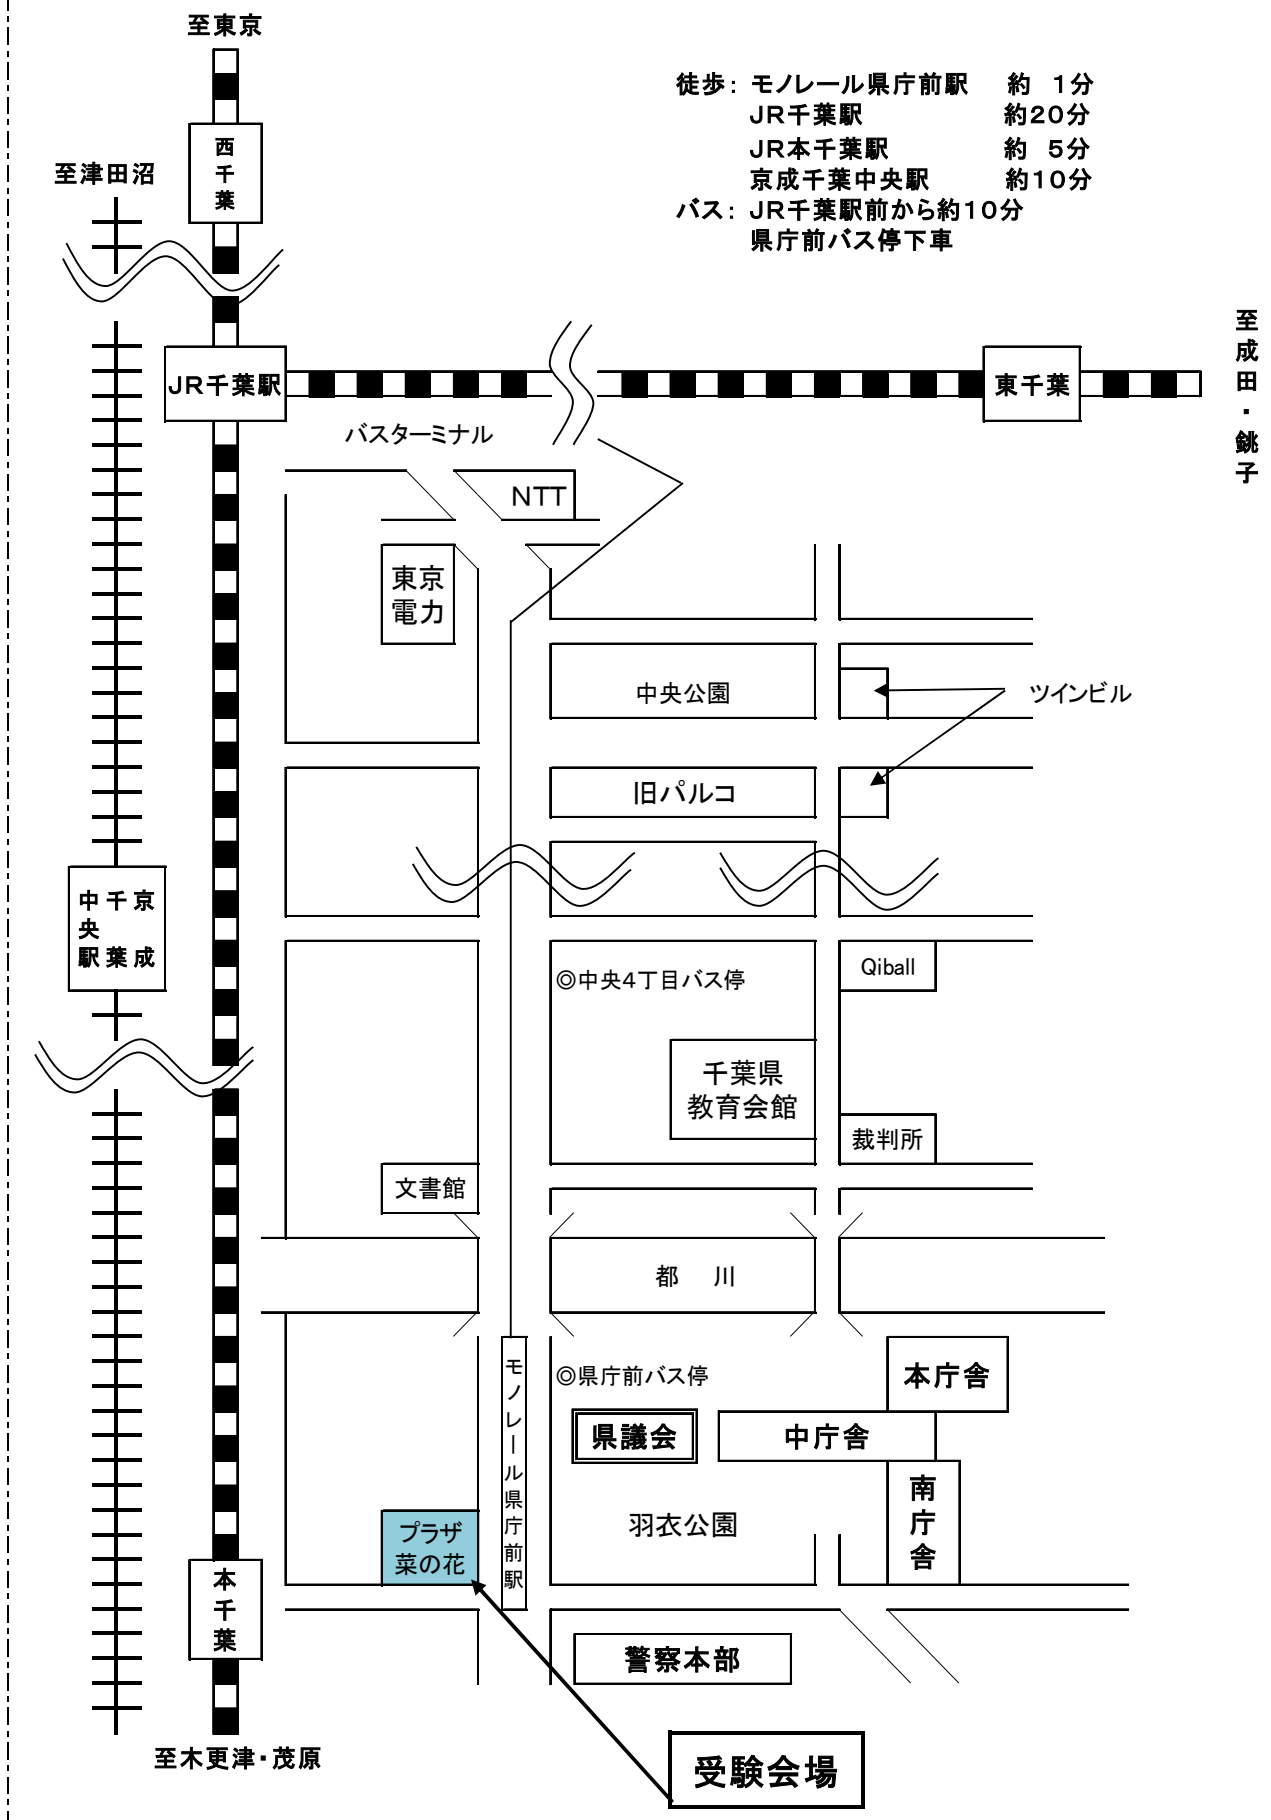 至東京
徒歩： モノレール県庁前駅　約　1分
JR千葉駅　約20分
JR本千葉駅　約　5分
京成千葉中央駅　約10分
バス： JR千葉駅前から約10分
県庁前バス停下車
西千葉
至津田沼
至成田・銚子
JR千葉駅
東千葉
バスターミナル
NTT
東京
電力
中央公園
ツインビル
旧パルコ
京成
千葉
中央駅
◎中央4丁目バス停
Qiball
千葉県
教育会館
裁判所
文書館
都　川
モノレール県庁前駅
◎県庁前バス停
本庁舎
県議会
中庁舎
南庁舎
羽衣公園
プラザ
菜の花
本千葉
警察本部
至木更津・茂原
受験会場